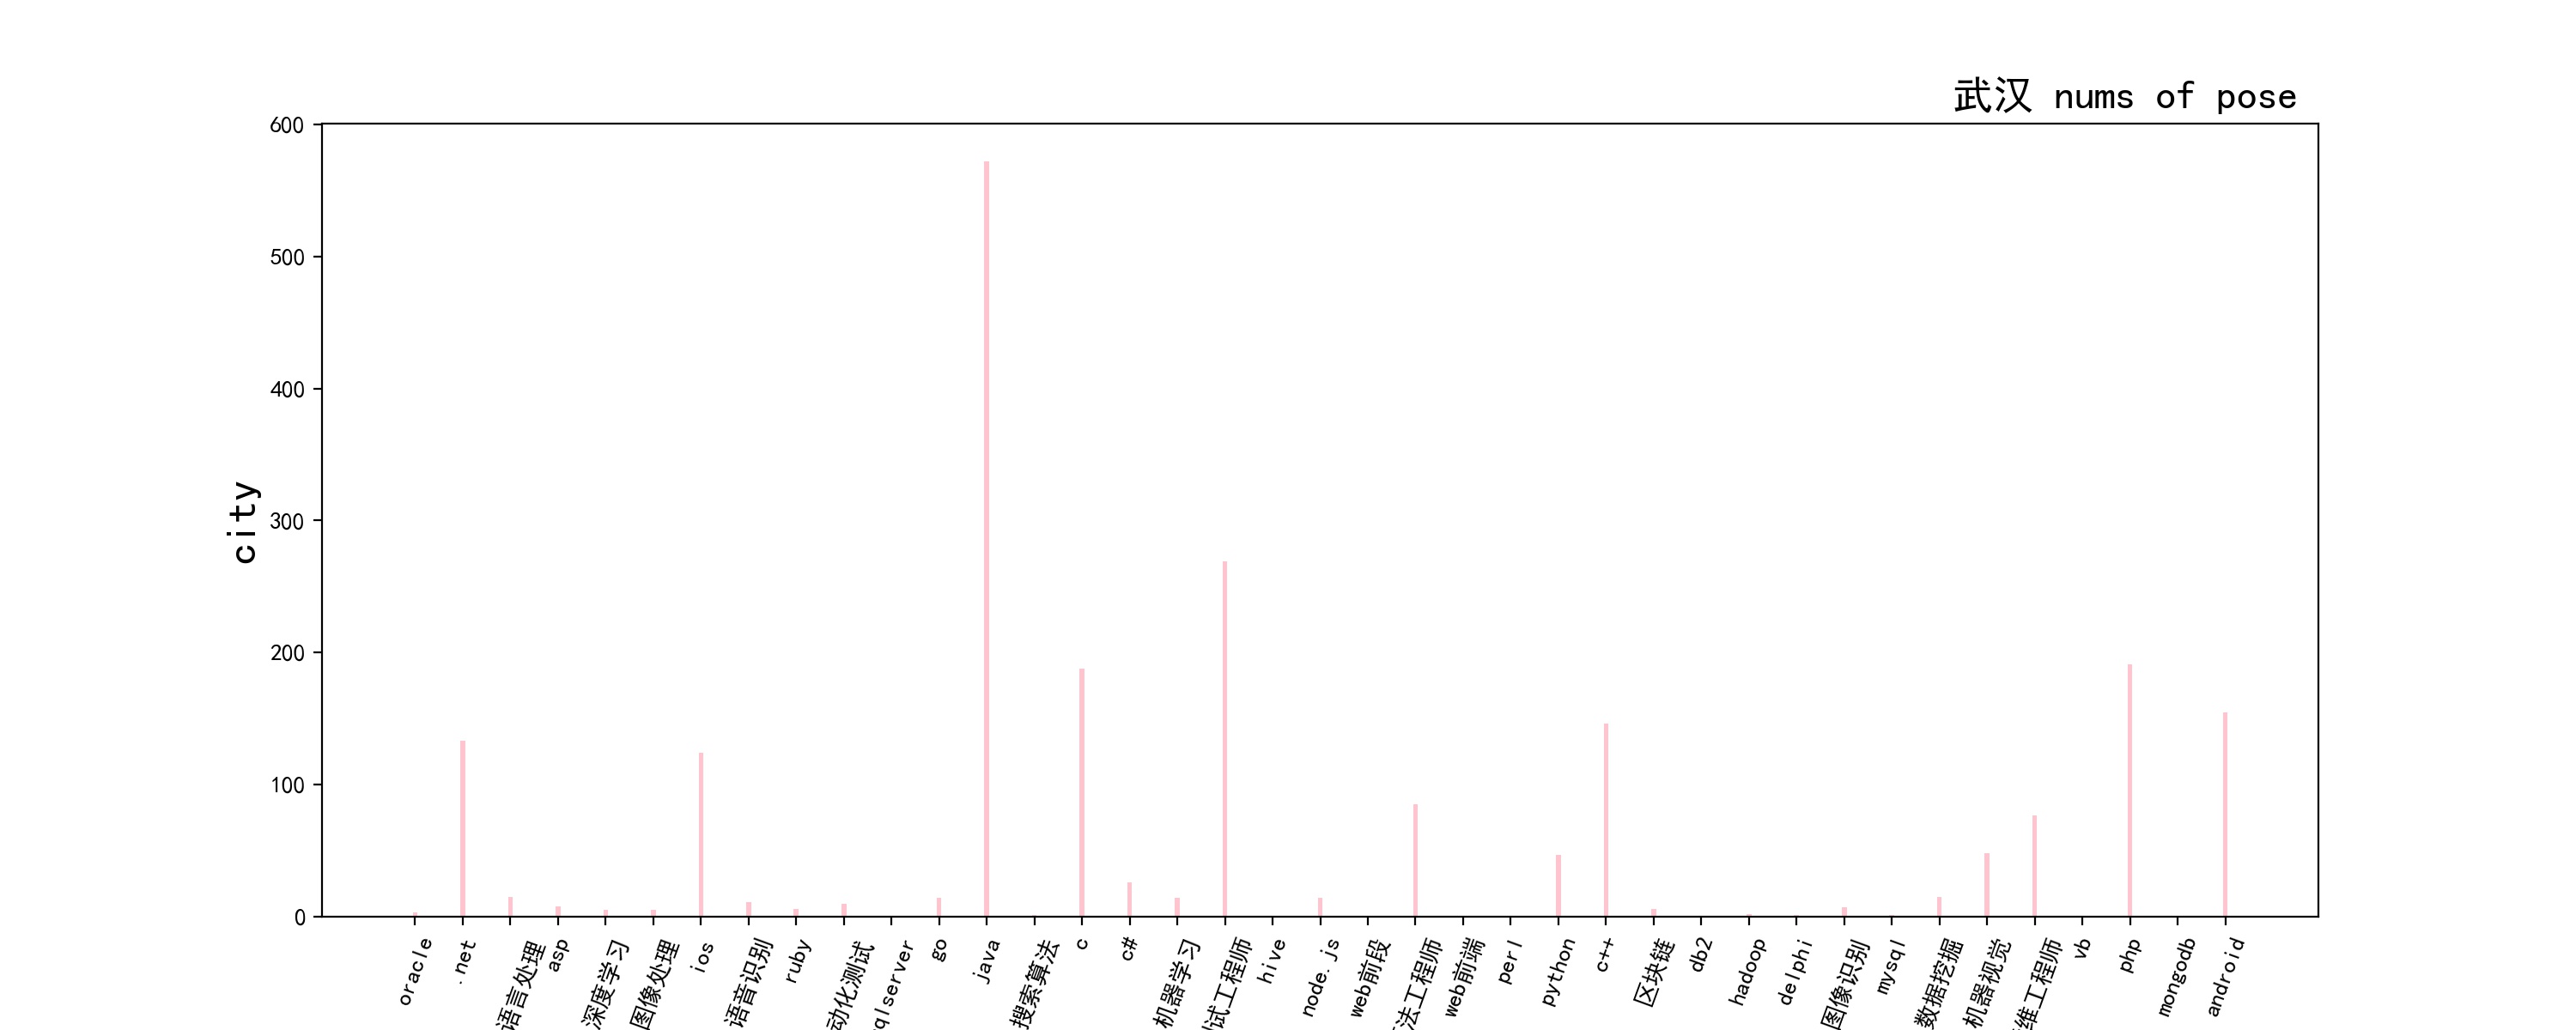 武汉 nums of pose
600
500
400
300
200
100
0
city
oracle
.net
语言处理
asp
深度学习
图像处理
ios
语音识别
ruby
动化测试
qlserver
go
java
搜索算法
c
c#
机器学习
试工程师
hive
node.js
web前段
法工程师
web前端
perl
python
c++
区块链
db2
hadoop
delphi
图像识别
mysql
数据挖掘
机器视觉
维工程师
vb
php
mongodb
android